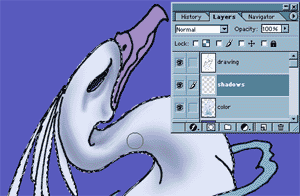 History Layers Navigator
Normal Opacity: 100%
Lock:
drawing
shadows
color